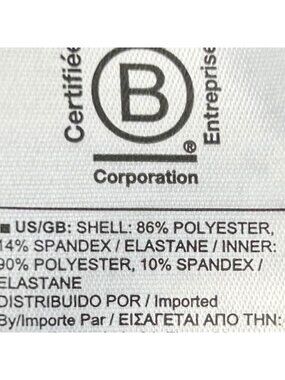 Certifiée
Entreprise
B
®
Corporation
■ US/GB: SHELL: 86% POLYESTER,
14% SPANDEX / ELASTANE / INNER:
90% POLYESTER, 10% SPANDEX /
ELASTANE
DISTRIBUIDO POR / Imported
By/Importe Par / ΕΙΣΑΓΕΤΑΙ ΑΠΟ ΤΗΝ: